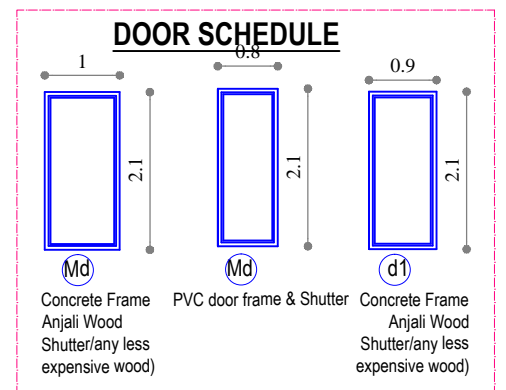 DOOR SCHEDULE
1
0.8
0.9
2.1
2.1
2.1
Md
Md
d1
Concrete Frame
Anjali Wood
Shutter/any less
expensive wood)
PVC door frame & Shutter
Concrete Frame
Anjali Wood
Shutter/any less
expensive wood)